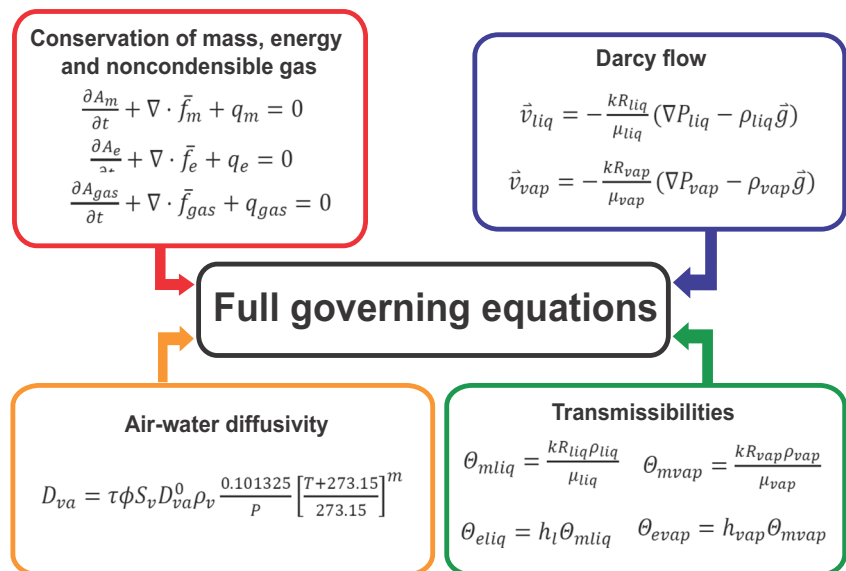 Conservation of mass, energy
and noncondensible gas
∂A_m/∂t + ∇ · f̄_m + q_m = 0
∂A_e/∂t + ∇ · f̄_e + q_e = 0
∂A_gas/∂t + ∇ · f̄_gas + q_gas = 0
Darcy flow
v⃗_liq = −(kR_liq/μ_liq)(∇P_liq − ρ_liq g⃗)
v⃗_vap = −(kR_vap/μ_vap)(∇P_vap − ρ_vap g⃗)
Full governing equations
Air-water diffusivity
D_va = τϕS_v D_va^0 ρ_v (0.101325/P) [(T+273.15)/273.15]^m
Transmissibilities
Θ_mliq = kR_liq ρ_liq/μ_liq Θ_mvap = kR_vap ρ_vap/μ_vap
Θ_eliq = h_l Θ_mliq Θ_evap = h_vap Θ_mvap